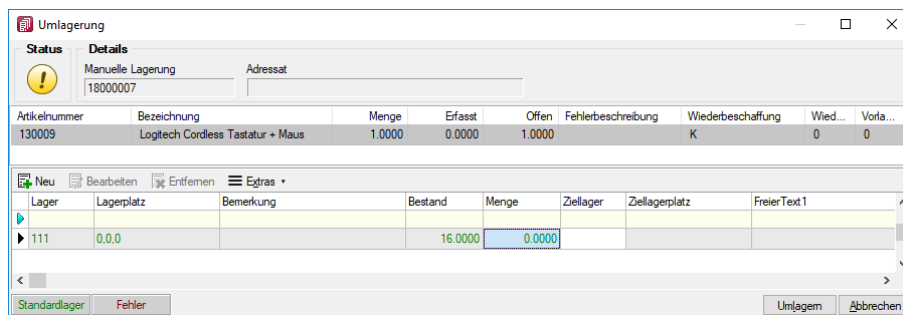 Umlagerung
Status Details
Manuelle Lagerung Adressat
18000007
Artikelnummer Bezeichnung Menge Erfasst Offen Fehlerbeschreibung Wiederbeschaffung Wied... Vorla...
130009 Logitech Cordless Tastatur + Maus 1.0000 0.0000 1.0000 K 0 0
Neu Bearbeiten Entfernen Extras
Lager Lagerplatz Bemerkung Bestand Menge Ziellager Ziellagerplatz FreierText1
111 0,0,0 16.0000 0.0000
Standardlager Fehler Umlagern Abbrechen